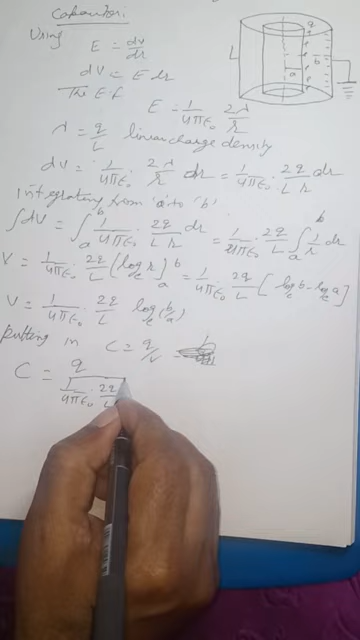 Capacitor:
Using E = dv/dr
dV = E dr
The E f
E = 1/4πε₀ 2λ/r
λ = q/L linear charge density
dV = 1/4πε₀ · 2λ/r dr = 1/4πε₀ · 2q/L r dr
Integrating from 'a' to 'b'
∫dV = ∫ₐᵇ 1/4πε₀ · 2q/L r dr = 1/4πε₀ · 2q/L ∫ₐᵇ 1/r dr
V = 1/4πε₀ · 2q/L (logₑ r)ₐᵇ = 1/4πε₀ · 2q/L [logₑ b - logₑ a]
V = 1/4πε₀ · 2q/L logₑ(b/a)
putting in C = q/v =
C = q / 1/4πε₀ · 2q/L
L
a
b